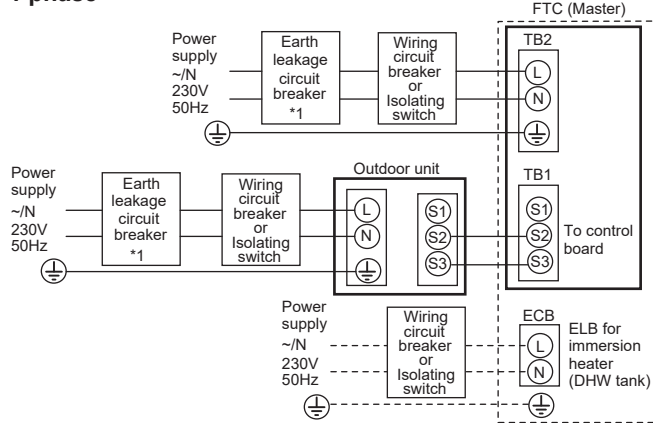 FTC (Master)
Power
supply
~/N
230V
50Hz
Earth
leakage
circuit
breaker
*1
Wiring
circuit
breaker
or
Isolating
switch
TB2
L
N
Power
supply
~/N
230V
50Hz
Earth
leakage
circuit
breaker
*1
Wiring
circuit
breaker
or
Isolating
switch
Outdoor unit
L
N
S1
S2
S3
TB1
S1
S2
S3
To control
board
Power
supply
~/N
230V
50Hz
Wiring
circuit
breaker
or
Isolating
switch
ECB
L
N
ELB for
immersion
heater
(DHW tank)